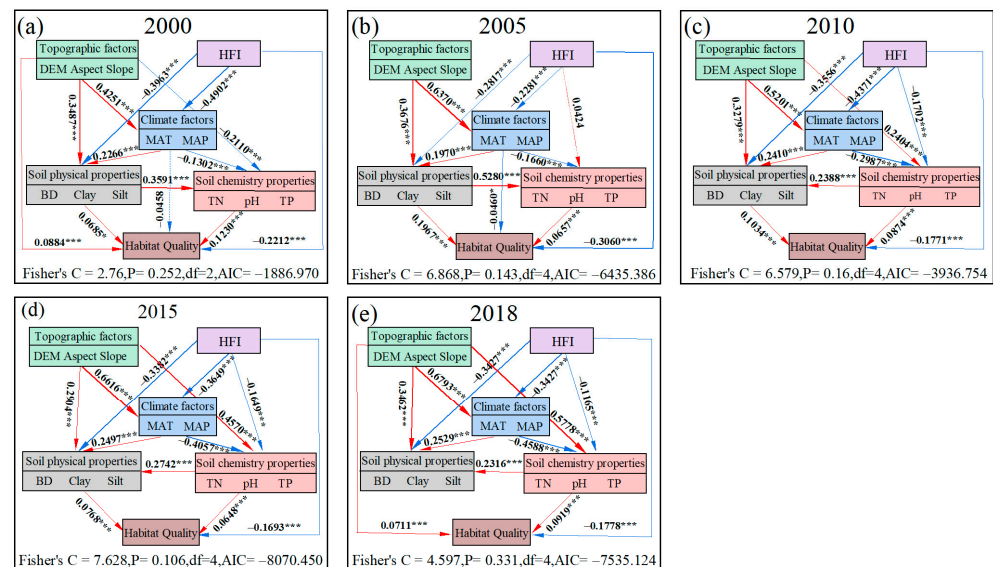 (a) 2000
Topographic factors
DEM Aspect Slope
HFI
0.3487***
0.4251***
−0.3963***
−0.4902***
Climate factors
MAT MAP
−0.2110***
0.2266***
−0.1302***
Soil physical properties
BD Clay Silt
0.3591***
Soil chemistry properties
TN pH TP
−0.0458
0.0685*
0.1230***
0.0884***
Habitat Quality
−0.2212***
Fisher's C = 2.76,P= 0.252,df=2,AIC= −1886.970
(b) 2005
Topographic factors
DEM Aspect Slope
HFI
0.3676***
0.6370***
−0.2817***
−0.2281***
0.0424
Climate factors
MAT MAP
0.1970***
−0.1660***
Soil physical properties
BD Clay Silt
0.5280***
Soil chemistry properties
TN pH TP
−0.0460*
0.1967***
0.0657***
Habitat Quality
−0.3060***
Fisher's C = 6.868,P= 0.143,df=4,AIC= −6435.386
(c) 2010
Topographic factors
DEM Aspect Slope
HFI
0.3279***
0.5201***
−0.3556***
−0.4371***
−0.1702***
Climate factors
MAT MAP
0.2404***
0.2410***
−0.2987***
Soil physical properties
BD Clay Silt
0.2388***
Soil chemistry properties
TN pH TP
0.1034***
0.0874***
Habitat Quality
−0.1771***
Fisher's C = 6.579,P= 0.16,df=4,AIC= −3936.754
(d) 2015
Topographic factors
DEM Aspect Slope
HFI
0.2904***
0.6616***
−0.3382***
−0.3649***
−0.1649***
Climate factors
MAT MAP
0.4570***
0.2497***
−0.4057***
Soil physical properties
BD Clay Silt
0.2742***
Soil chemistry properties
TN pH TP
0.0768***
0.0648***
Habitat Quality
−0.1693***
Fisher's C = 7.628,P= 0.106,df=4,AIC= −8070.450
(e) 2018
Topographic factors
DEM Aspect Slope
HFI
0.3462***
0.6793***
−0.3427***
−0.3427***
−0.1165***
Climate factors
MAT MAP
0.5778***
0.2529***
−0.4588***
Soil physical properties
BD Clay Silt
0.2316***
Soil chemistry properties
TN pH TP
0.0919***
0.0711***
Habitat Quality
−0.1778***
Fisher's C = 4.597,P= 0.331,df=4,AIC= −7535.124